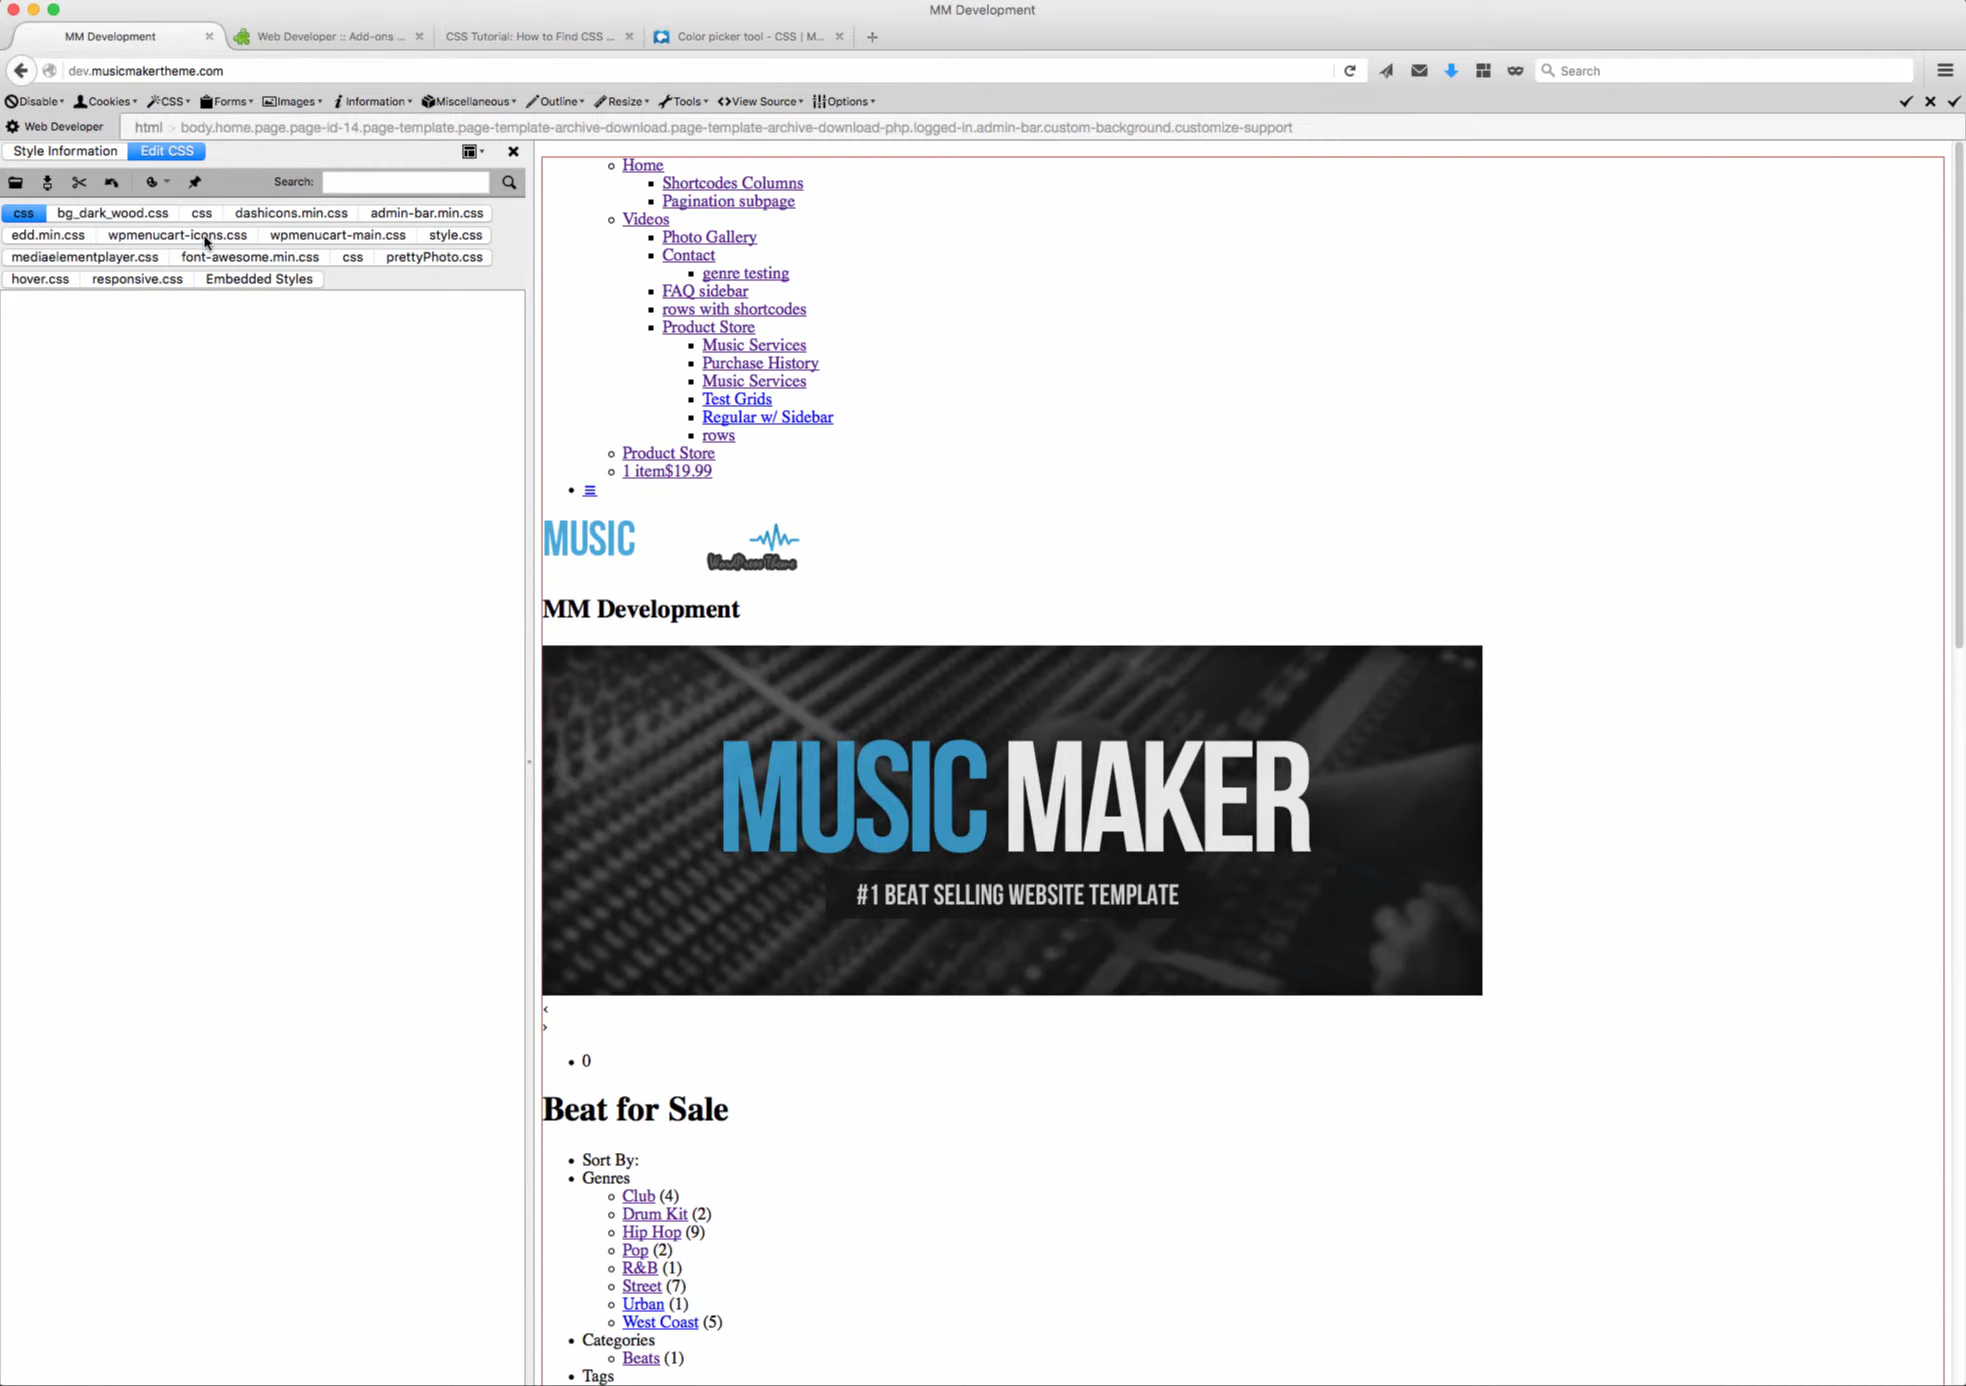 MM Development
MM Development
Web Developer :: Add-ons ...
CSS Tutorial: How to Find CSS ...
Color picker tool - CSS | M...
dev.musicmakertheme.com
Search
Disable
Cookies
CSS
Forms
Images
Information
Miscellaneous
Outline
Resize
Tools
View Source
Options
Web Developer
html > body.home.page.page-id-14.page-template.page-template-archive-download.page-template-archive-download-php.logged-in.admin-bar.custom-background.customize-support
Style Information
Edit CSS
Search:
css
bg_dark_wood.css
css
dashicons.min.css
admin-bar.min.css
edd.min.css
wpmenucart-icons.css
wpmenucart-main.css
style.css
mediaelementplayer.css
font-awesome.min.css
css
prettyPhoto.css
hover.css
responsive.css
Embedded Styles
Home
Shortcodes Columns
Pagination subpage
Videos
Photo Gallery
Contact
genre testing
FAQ sidebar
rows with shortcodes
Product Store
Music Services
Purchase History
Music Services
Test Grids
Regular w/ Sidebar
rows
Product Store
1 item$19.99
MUSIC
WordPress Theme
MM Development
MUSIC MAKER
#1 BEAT SELLING WEBSITE TEMPLATE
‹
›
0
Beat for Sale
Sort By:
Genres
Club (4)
Drum Kit (2)
Hip Hop (9)
Pop (2)
R&B (1)
Street (7)
Urban (1)
West Coast (5)
Categories
Beats (1)
Tags